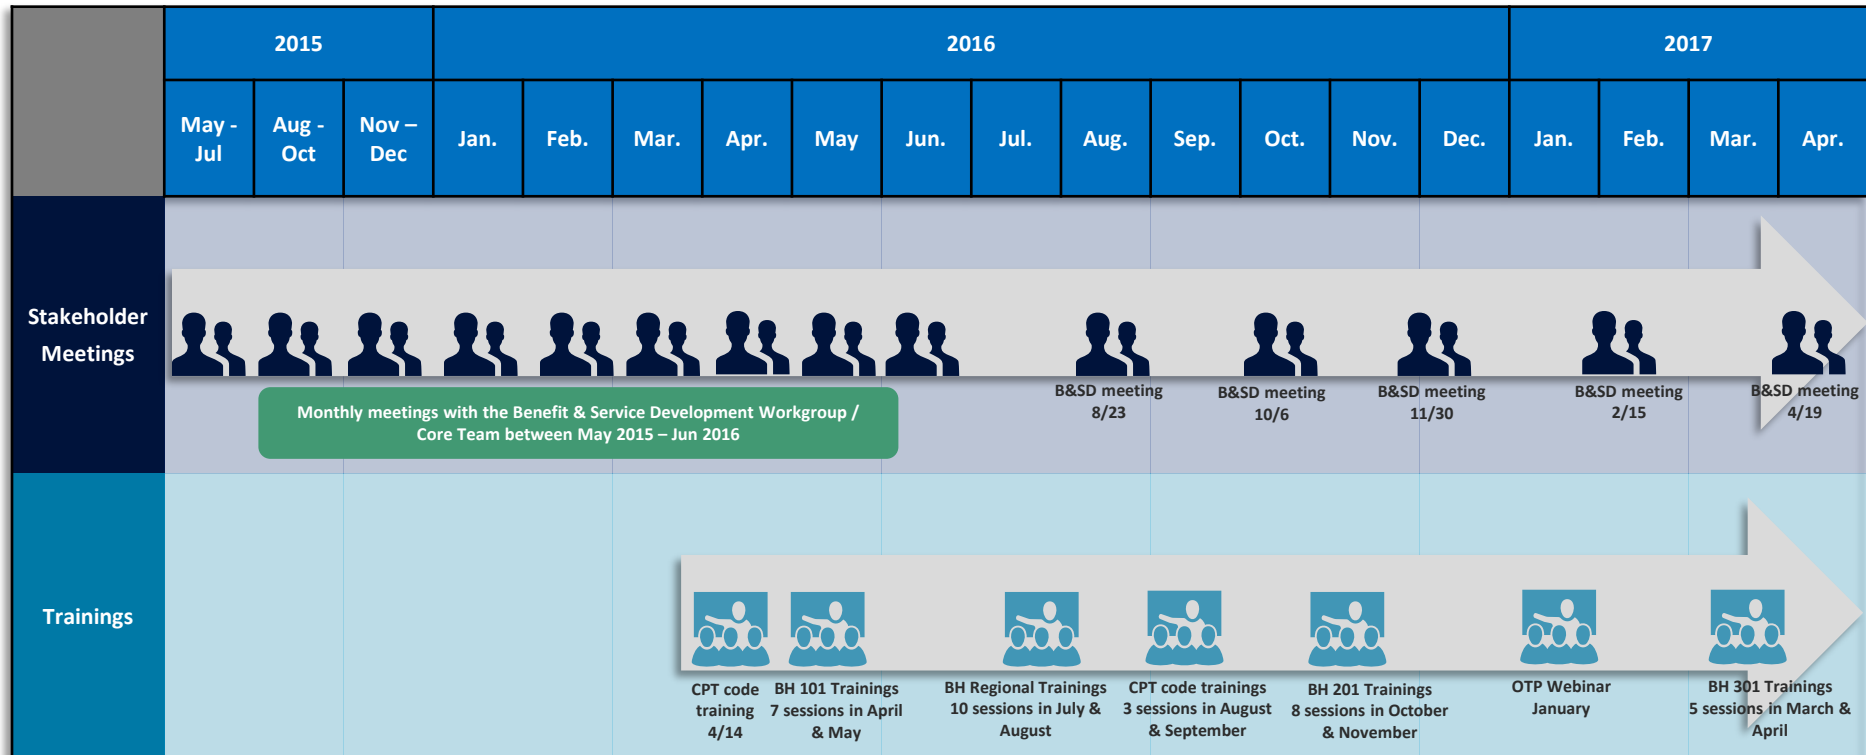 2015
2016
2017
May -
Jul
Aug -
Oct
Nov –
Dec
Jan.
Feb.
Mar.
Apr.
May
Jun.
Jul.
Aug.
Sep.
Oct.
Nov.
Dec.
Jan.
Feb.
Mar.
Apr.
Stakeholder
Meetings
Monthly meetings with the Benefit & Service Development Workgroup /
Core Team between May 2015 – Jun 2016
B&SD meeting
8/23
B&SD meeting
10/6
B&SD meeting
11/30
B&SD meeting
2/15
B&SD meeting
4/19
Trainings
CPT code
training
4/14
BH 101 Trainings
7 sessions in April
& May
BH Regional Trainings
10 sessions in July &
August
CPT code trainings
3 sessions in August
& September
BH 201 Trainings
8 sessions in October
& November
OTP Webinar
January
BH 301 Trainings
5 sessions in March &
April